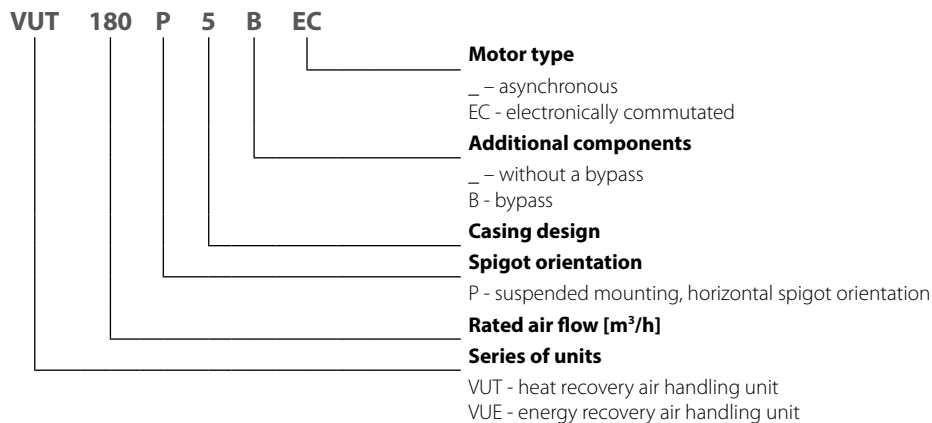 VUT 180 P 5 B EC
Motor type
_ – asynchronous
EC - electronically commutated
Additional components
_ – without a bypass
B - bypass
Casing design
Spigot orientation
P - suspended mounting, horizontal spigot orientation
Rated air flow [m³/h]
Series of units
VUT - heat recovery air handling unit
VUE - energy recovery air handling unit